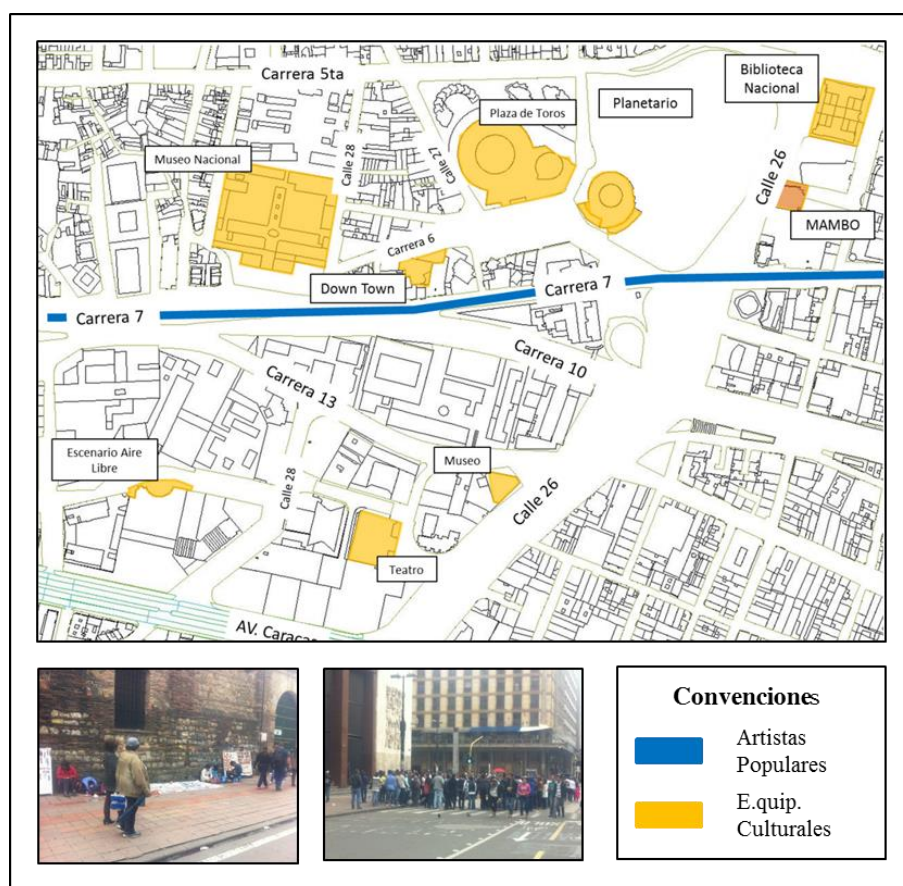 Carrera 5ta
Biblioteca
Nacional
Plaza de Toros
Planetario
Museo Nacional
Calle 28
Calle 27
Calle 26
MAMBO
Carrera 6
Down Town
Carrera 7
Carrera 7
Carrera 10
Carrera 13
Escenario Aire
Libre
Museo
Calle 28
Calle 26
Teatro
AV. Caracas
Convenciones
Artistas
Populares
E.quip.
Culturales